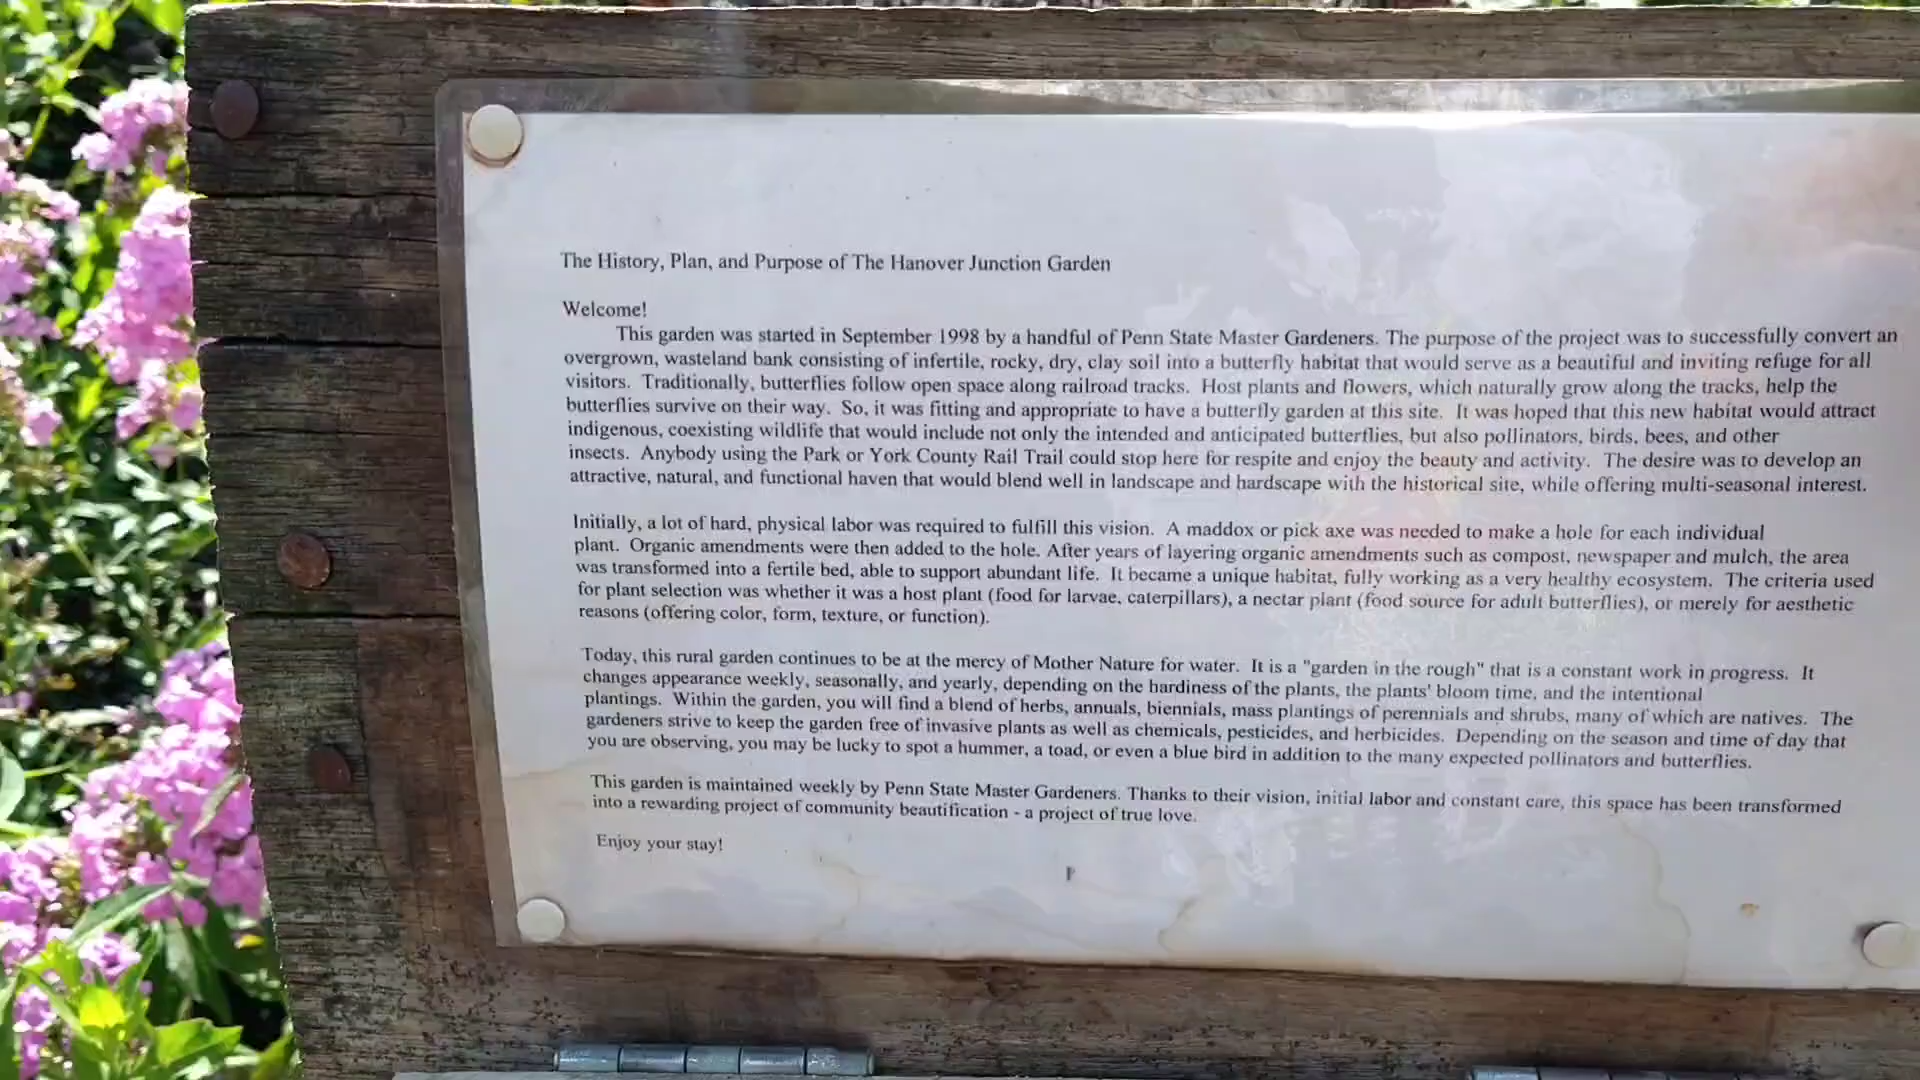 The History, Plan, and Purpose of The Hanover Junction Garden
Welcome!
This garden was started in September 1998 by a handful of Penn State Master Gardeners. The purpose of the project was to successfully convert an
overgrown, wasteland bank consisting of infertile, rocky, dry, clay soil into a butterfly habitat that would serve as a beautiful and inviting refuge for all
visitors. Traditionally, butterflies follow open space along railroad tracks. Host plants and flowers, which naturally grow along the tracks, help the
butterflies survive on their way. So, it was fitting and appropriate to have a butterfly garden at this site. It was hoped that this new habitat would attract
indigenous, coexisting wildlife that would include not only the intended and anticipated butterflies, but also pollinators, birds, bees, and other
insects. Anybody using the Park or York County Rail Trail could stop here for respite and enjoy the beauty and activity. The desire was to develop an
attractive, natural, and functional haven that would blend well in landscape and hardscape with the historical site, while offering multi-seasonal interest.
Initially, a lot of hard, physical labor was required to fulfill this vision. A maddox or pick axe was needed to make a hole for each individual
plant. Organic amendments were then added to the hole. After years of layering organic amendments such as compost, newspaper and mulch, the area
was transformed into a fertile bed, able to support abundant life. It became a unique habitat, fully working as a very healthy ecosystem. The criteria used
for plant selection was whether it was a host plant (food for larvae, caterpillars), a nectar plant (food source for adult butterflies), or merely for aesthetic
reasons (offering color, form, texture, or function).
Today, this rural garden continues to be at the mercy of Mother Nature for water. It is a "garden in the rough" that is a constant work in progress. It
changes appearance weekly, seasonally, and yearly, depending on the hardiness of the plants, the plants' bloom time, and the intentional
plantings. Within the garden, you will find a blend of herbs, annuals, biennials, mass plantings of perennials and shrubs, many of which are natives. The
gardeners strive to keep the garden free of invasive plants as well as chemicals, pesticides, and herbicides. Depending on the season and time of day that
you are observing, you may be lucky to spot a hummer, a toad, or even a blue bird in addition to the many expected pollinators and butterflies.
This garden is maintained weekly by Penn State Master Gardeners. Thanks to their vision, initial labor and constant care, this space has been transformed
into a rewarding project of community beautification - a project of true love.
Enjoy your stay!